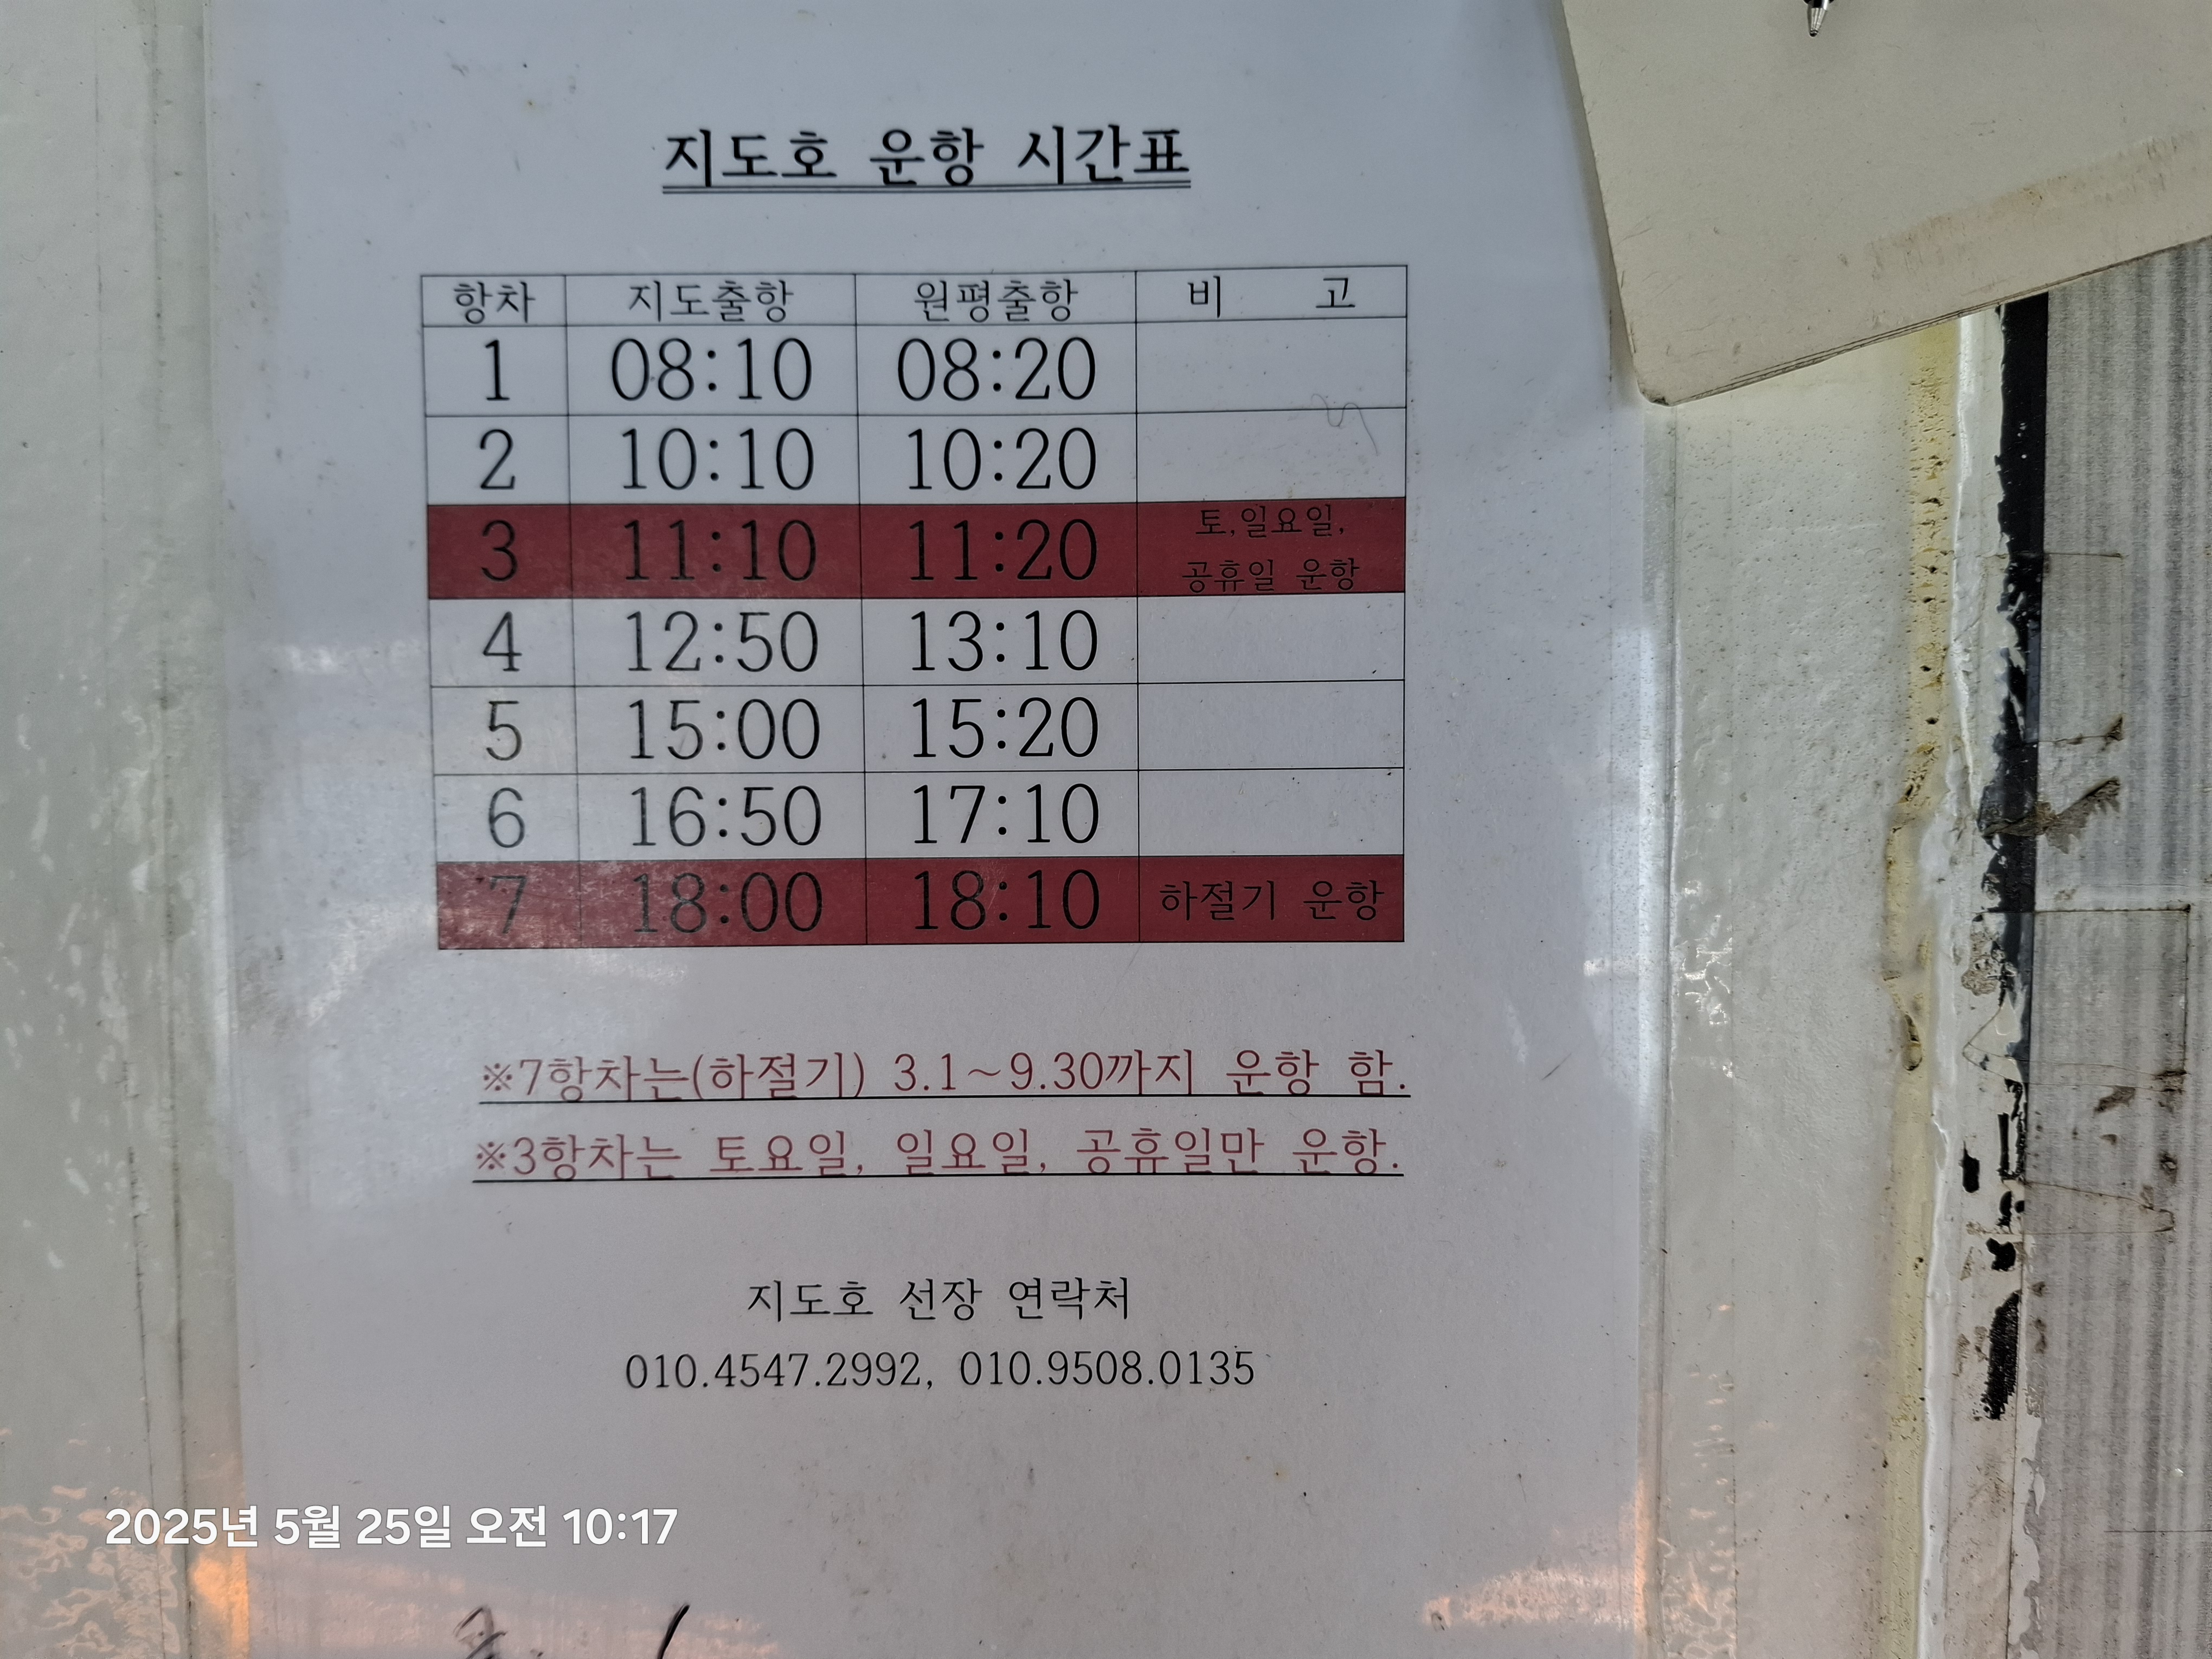 지도호 운항 시간표
항차 지도출항 원평출항 비 고
1 08:10 08:20
2 10:10 10:20
3 11:10 11:20 토,일요일, 공휴일 운항
4 12:50 13:10
5 15:00 15:20
6 16:50 17:10
7 18:00 18:10 하절기 운항
※7항차는(하절기) 3.1~9.30까지 운항 함.
※3항차는 토요일, 일요일, 공휴일만 운항.
지도호 선장 연락처
010.4547.2992, 010.9508.0135
2025년 5월 25일 오전 10:17